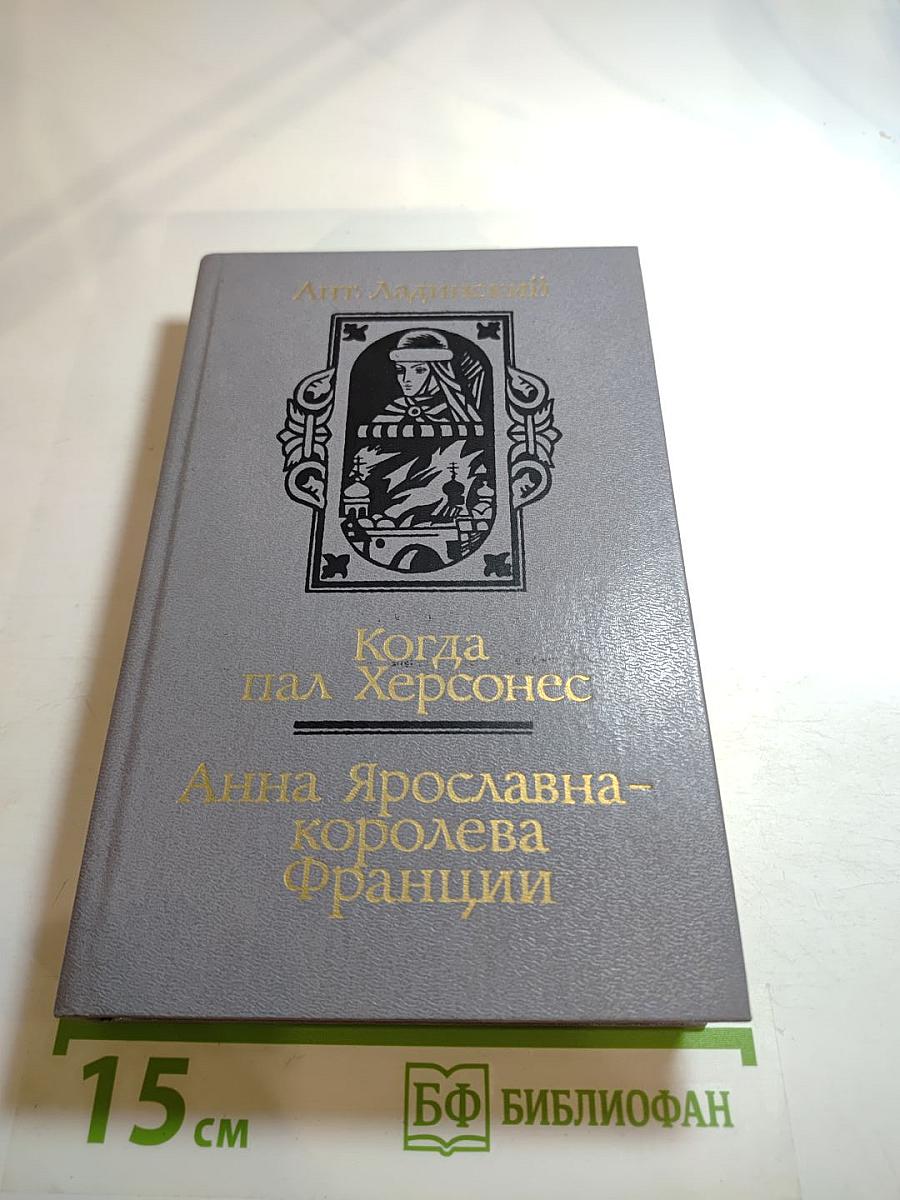 Ант. Ладинский
Когда
пал Херсонес
Анна Ярославна-
королева
Франции
15 см
БФ БИБЛИОФАН